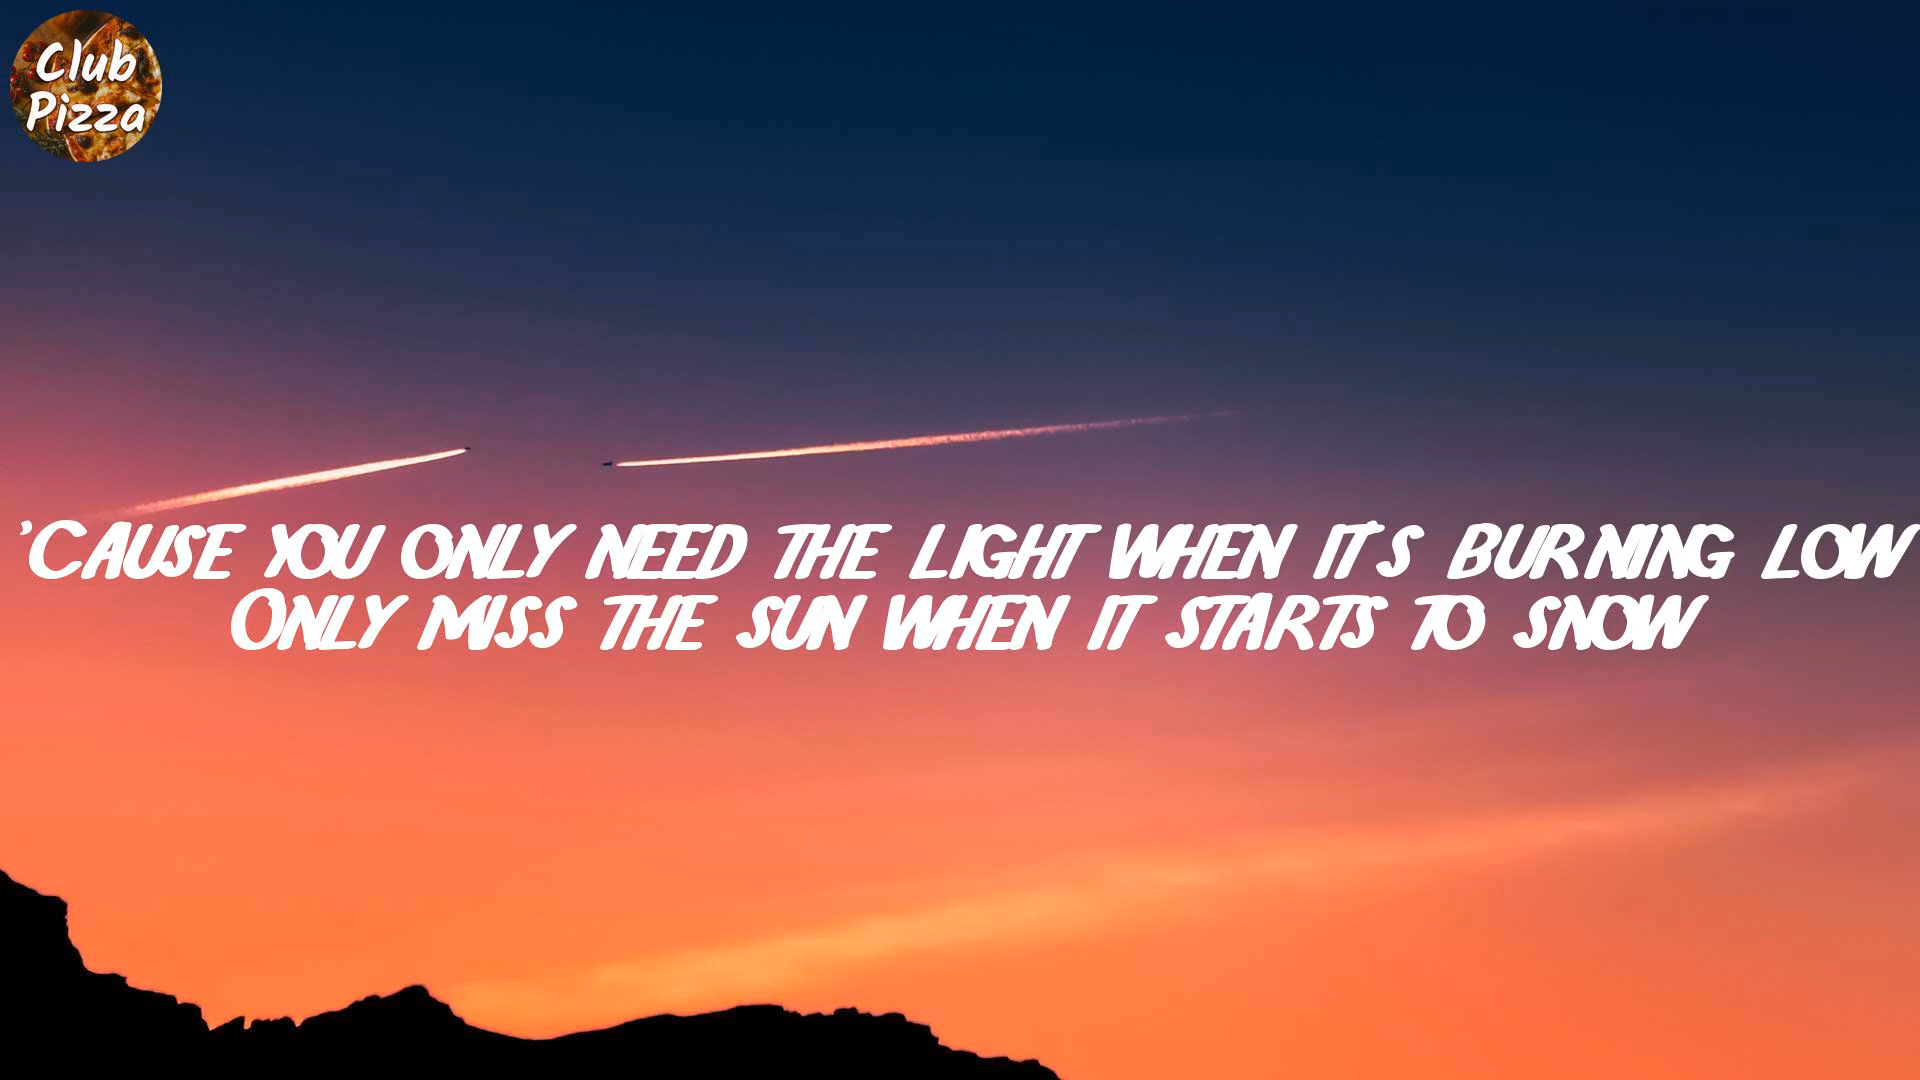 Club
Pizza
'Cause you only need the light when it's burning low
Only miss the sun when it starts to snow